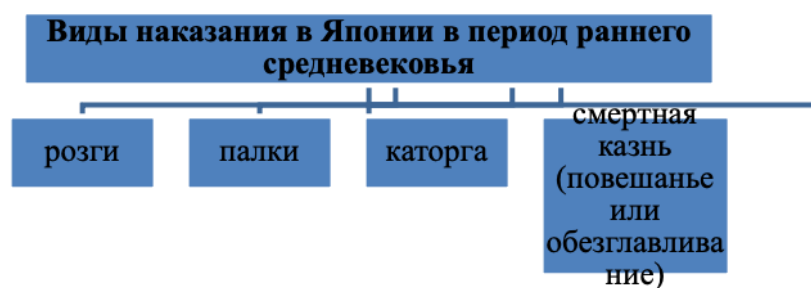 Виды наказания в Японии в период раннего
средневековья
розги
палки
каторга
смертная
казнь
(повешанье
или
обезглавлива
ние)